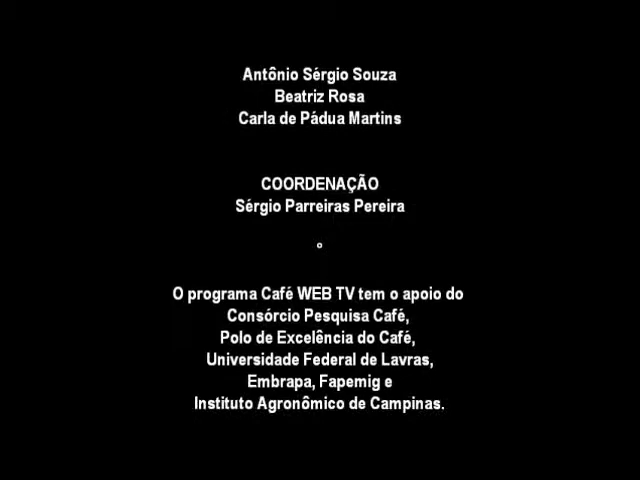 Antônio Sérgio Souza
Beatriz Rosa
Carla de Pádua Martins
COORDENAÇÃO
Sérgio Parreiras Pereira
º
O programa Café WEB TV tem o apoio do
Consórcio Pesquisa Café,
Polo de Excelência do Café,
Universidade Federal de Lavras,
Embrapa, Fapemig e
Instituto Agronômico de Campinas.